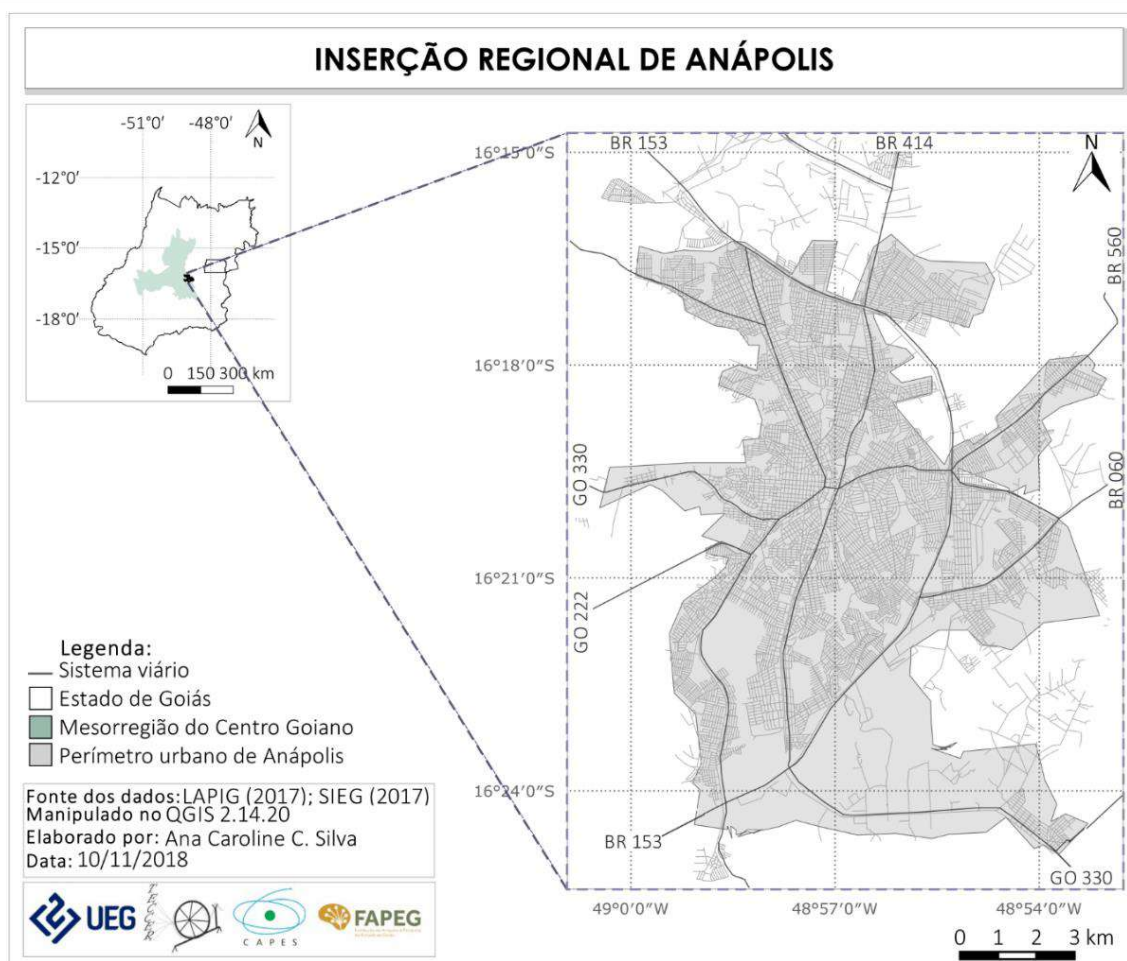 INSERÇÃO REGIONAL DE ANÁPOLIS
-51°0′ -48°0′
N
-12°0′
-15°0′
-18°0′
0 150 300 km
BR 153
BR 414
N
16°15′0″S
BR 560
16°18′0″S
GO 330
BR 060
16°21′0″S
GO 222
16°24′0″S
BR 153
GO 330
49°0′0″W 48°57′0″W 48°54′0″W
0 1 2 3 km
Legenda:
Sistema viário
Estado de Goiás
Mesorregião do Centro Goiano
Perímetro urbano de Anápolis
Fonte dos dados: LAPIG (2017); SIEG (2017)
Manipulado no QGIS 2.14.20
Elaborado por: Ana Caroline C. Silva
Data: 10/11/2018
UEG
TECCER
CAPES
FAPEG